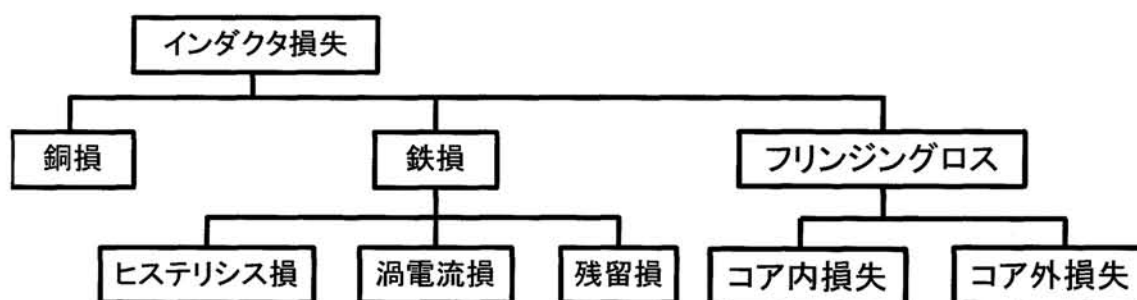 インダクタ損失
銅損
鉄損
フリンジングロス
ヒステリシス損
渦電流損
残留損
コア内損失
コア外損失